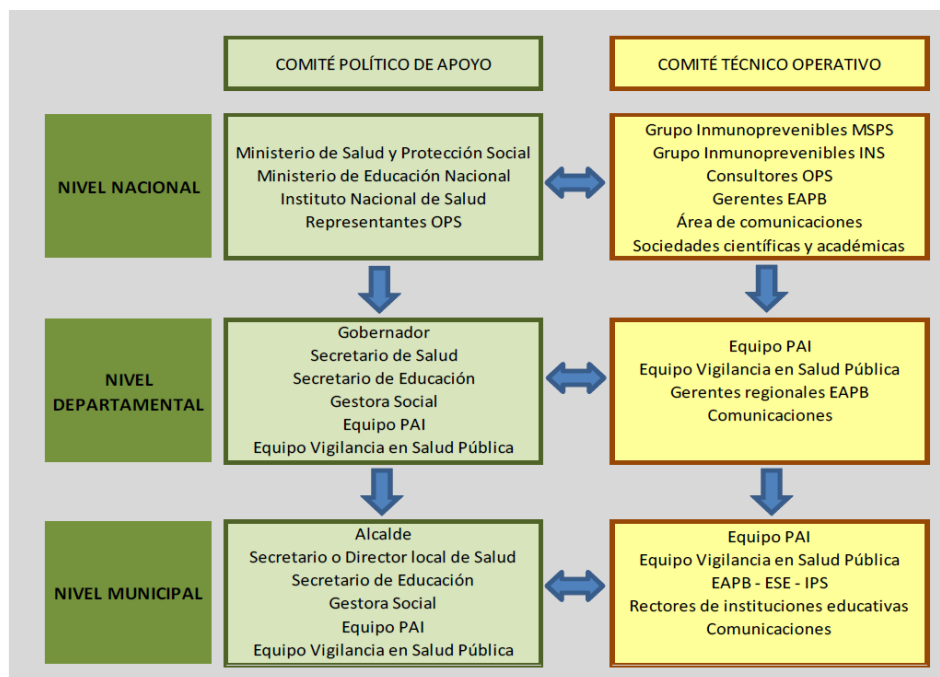 COMITÉ POLÍTICO DE APOYO
COMITÉ TÉCNICO OPERATIVO
NIVEL NACIONAL
Ministerio de Salud y Protección Social
Ministerio de Educación Nacional
Instituto Nacional de Salud
Representantes OPS
Grupo Inmunoprevenibles MSPS
Grupo Inmunoprevenibles INS
Consultores OPS
Gerentes EAPB
Área de comunicaciones
Sociedades científicas y académicas
NIVEL
DEPARTAMENTAL
Gobernador
Secretario de Salud
Secretario de Educación
Gestora Social
Equipo PAI
Equipo Vigilancia en Salud Pública
Equipo PAI
Equipo Vigilancia en Salud Pública
Gerentes regionales EAPB
Comunicaciones
NIVEL MUNICIPAL
Alcalde
Secretario o Director local de Salud
Secretario de Educación
Gestora Social
Equipo PAI
Equipo Vigilancia en Salud Pública
Equipo PAI
Equipo Vigilancia en Salud Pública
EAPB - ESE - IPS
Rectores de instituciones educativas
Comunicaciones